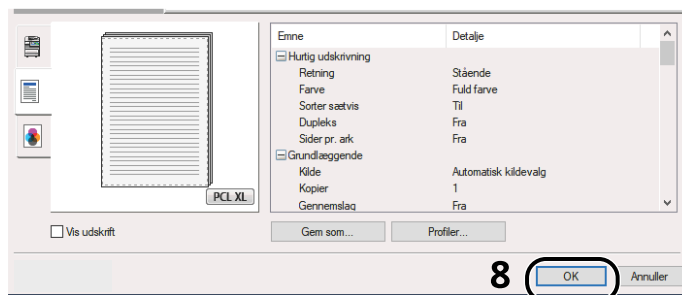 Emne Detalje
Hurtig udskrivning
Retning Stående
Farve Fuld farve
Sorter sætvis Til
Dupleks Fra
Sider pr. ark Fra
Grundlæggende
Kilde Automatisk kildevalg
Kopier 1
Gennemslag Fra
PCL XL
Vis udskrift
Gem som... Profiler...
8 OK Annuller